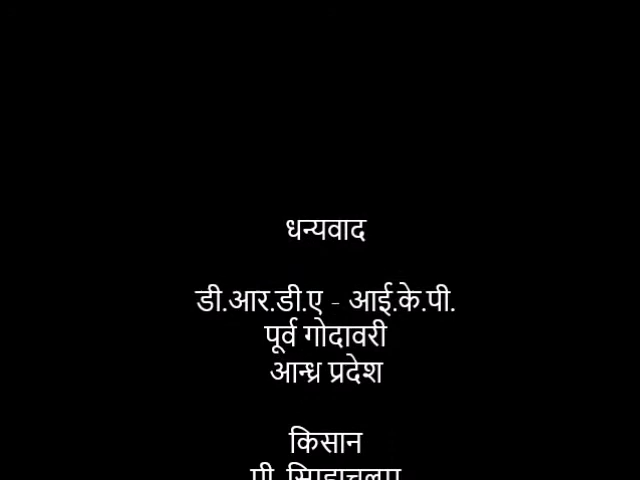 धन्यवाद
डी.आर.डी.ए - आई.के.पी.
पूर्व गोदावरी
आन्ध्र प्रदेश
किसान